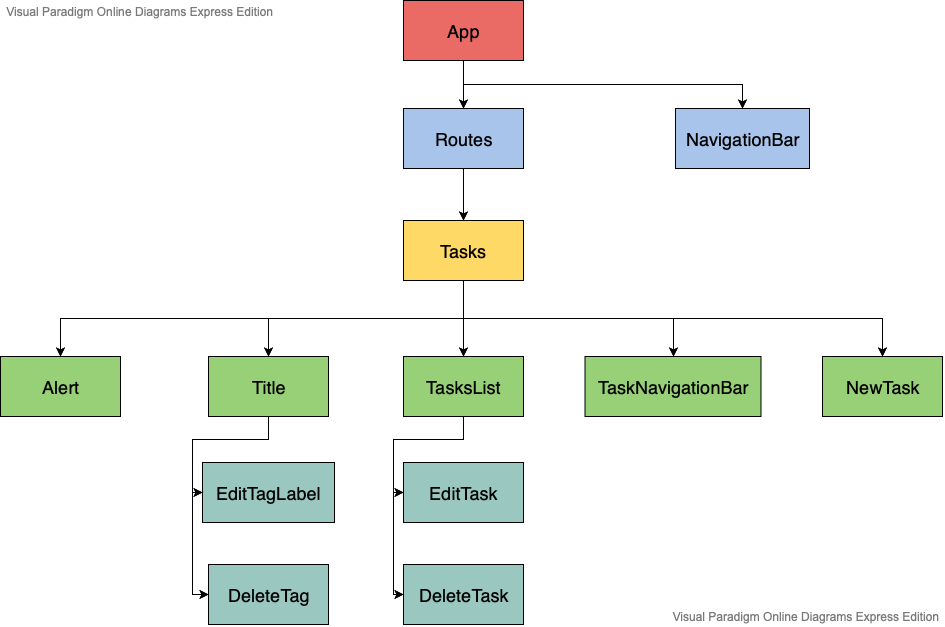 Visual Paradigm Online Diagrams Express Edition
App
Routes
NavigationBar
Tasks
Alert
Title
TasksList
TaskNavigationBar
NewTask
EditTagLabel
EditTask
DeleteTag
DeleteTask
Visual Paradigm Online Diagrams Express Edition